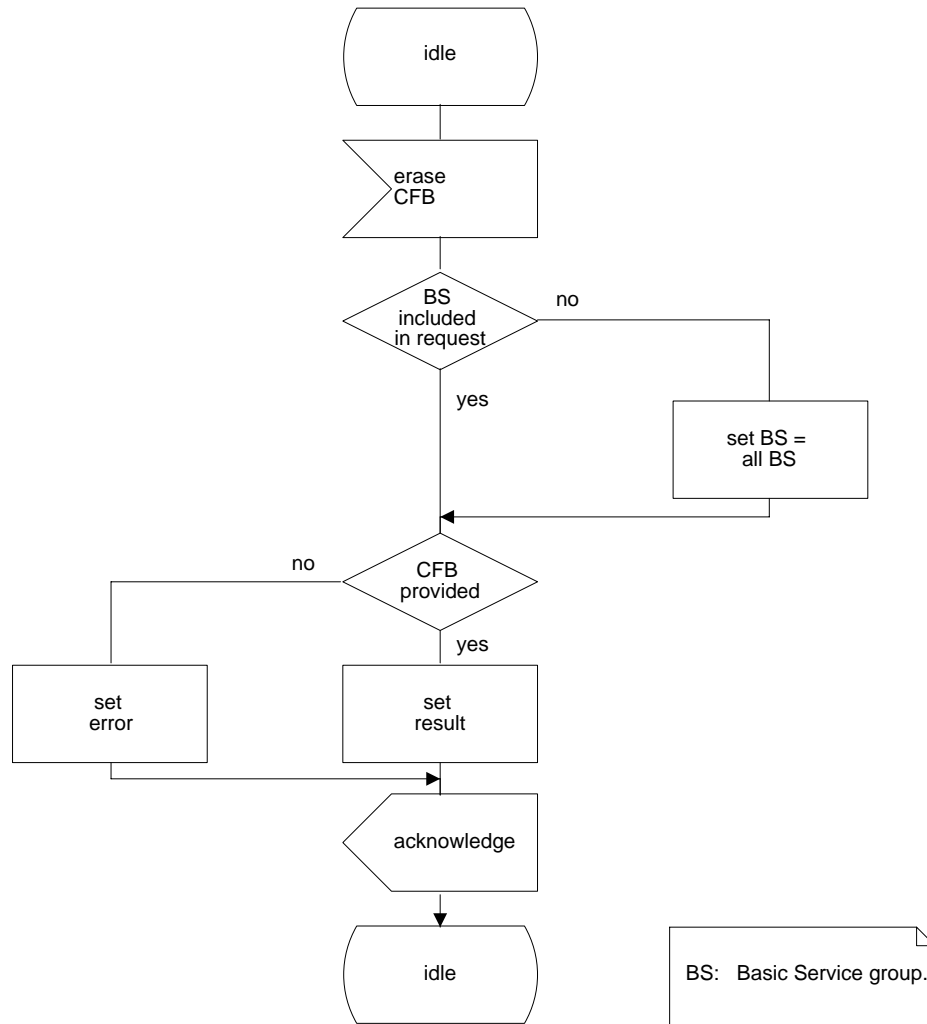 idle
erase
CFB
BS
included
in request
no
yes
set BS =
all BS
no
CFB
provided
yes
set
error
set
result
acknowledge
idle
BS: Basic Service group.